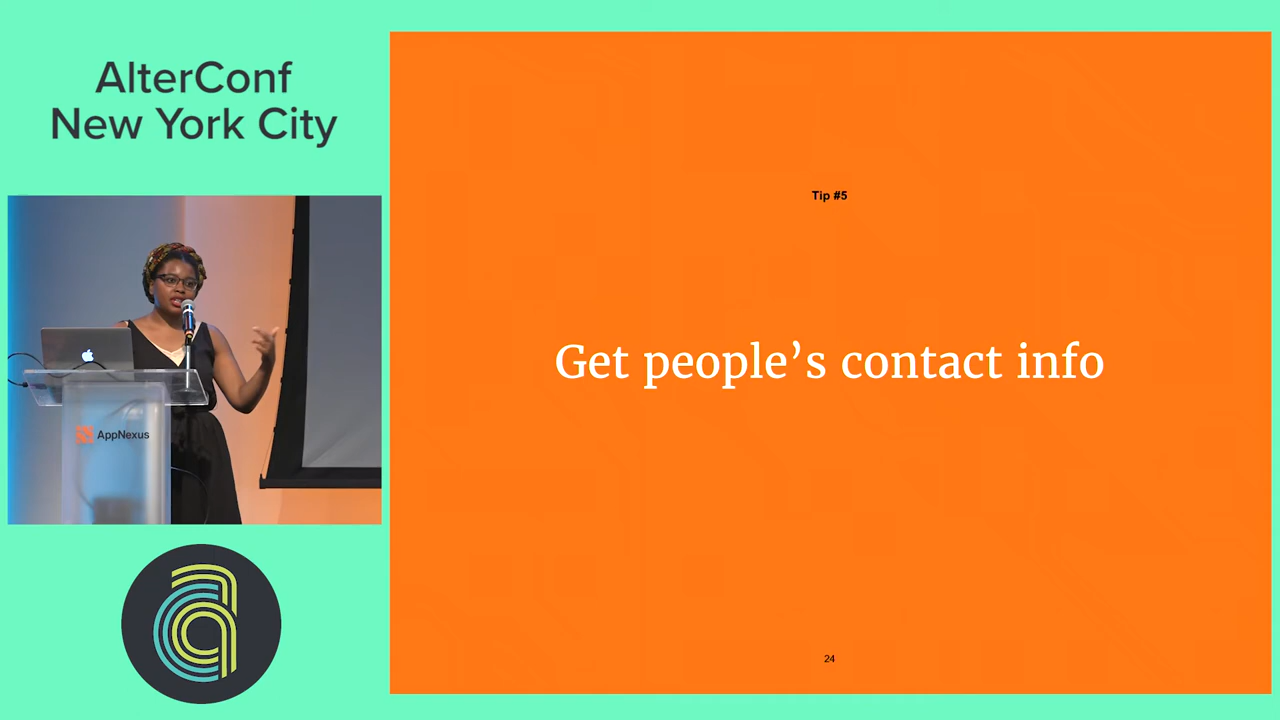 AlterConf
New York City
AppNexus
Tip #5
Get people’s contact info
24